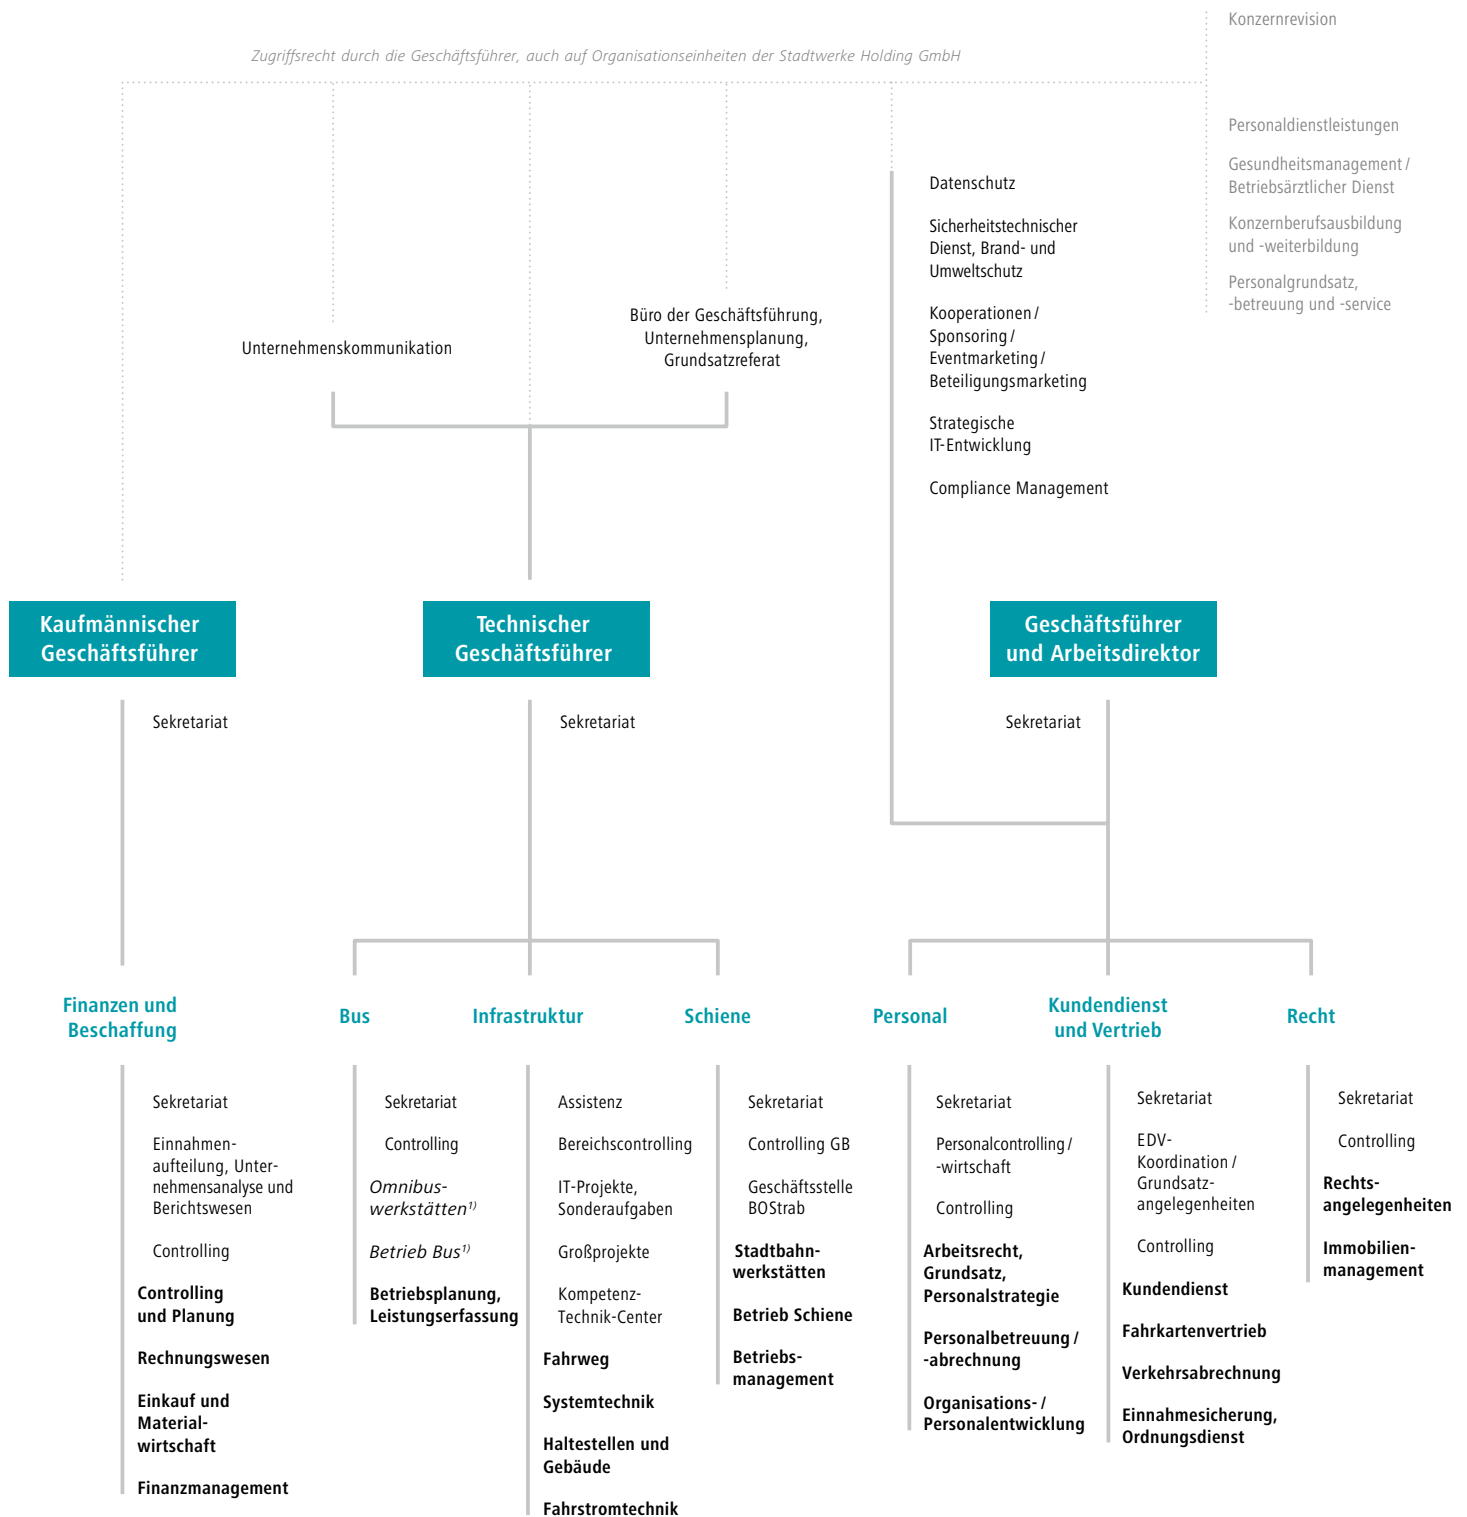 Konzernrevision
Zugriffsrecht durch die Geschäftsführer, auch auf Organisationseinheiten der Stadtwerke Holding GmbH
Personaldienstleistungen
Gesundheitsmanagement /
Betriebsärztlicher Dienst
Konzernberufsausbildung
und -weiterbildung
Personalgrundsatz,
-betreuung und -service
Unternehmenskommunikation
Büro der Geschäftsführung,
Unternehmensplanung,
Grundsatzreferat
Datenschutz
Sicherheitstechnischer
Dienst, Brand- und
Umweltschutz
Kooperationen /
Sponsoring /
Eventmarketing /
Beteiligungsmarketing
Strategische
IT-Entwicklung
Compliance Management
Kaufmännischer
Geschäftsführer
Technischer
Geschäftsführer
Geschäftsführer
und Arbeitsdirektor
Sekretariat
Sekretariat
Sekretariat
Finanzen und
Beschaffung
Bus
Infrastruktur
Schiene
Personal
Kundendienst
und Vertrieb
Recht
Sekretariat
Einnahmen-
aufteilung, Unter-
nehmensanalyse und
Berichtswesen
Controlling
Controlling
und Planung
Rechnungswesen
Einkauf und
Material-
wirtschaft
Finanzmanagement
Sekretariat
Controlling
Omnibus-
werkstätten¹⁾
Betrieb Bus¹⁾
Betriebsplanung,
Leistungserfassung
Assistenz
Bereichscontrolling
IT-Projekte,
Sonderaufgaben
Großprojekte
Kompetenz-
Technik-Center
Fahrweg
Systemtechnik
Haltestellen und
Gebäude
Fahrstromtechnik
Sekretariat
Controlling GB
Geschäftsstelle
BOStrab
Stadtbahn-
werkstätten
Betrieb Schiene
Betriebs-
management
Sekretariat
Personalcontrolling /
-wirtschaft
Controlling
Arbeitsrecht,
Grundsatz,
Personalstrategie
Personalbetreuung /
-abrechnung
Organisations- /
Personalentwicklung
Sekretariat
EDV-
Koordination /
Grundsatz-
angelegenheiten
Controlling
Kundendienst
Fahrkartenvertrieb
Verkehrsabrechnung
Einnahmesicherung,
Ordnungsdienst
Sekretariat
Controlling
Rechts-
angelegenheiten
Immobilien-
management